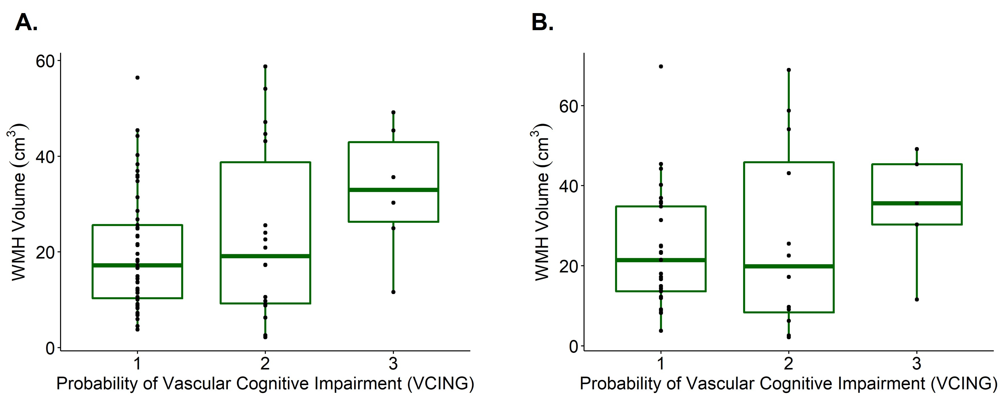 A.
WMH Volume (cm³)
60
40
20
0
1 2 3
Probability of Vascular Cognitive Impairment (VCING)
B.
WMH Volume (cm³)
60
40
20
0
1 2 3
Probability of Vascular Cognitive Impairment (VCING)